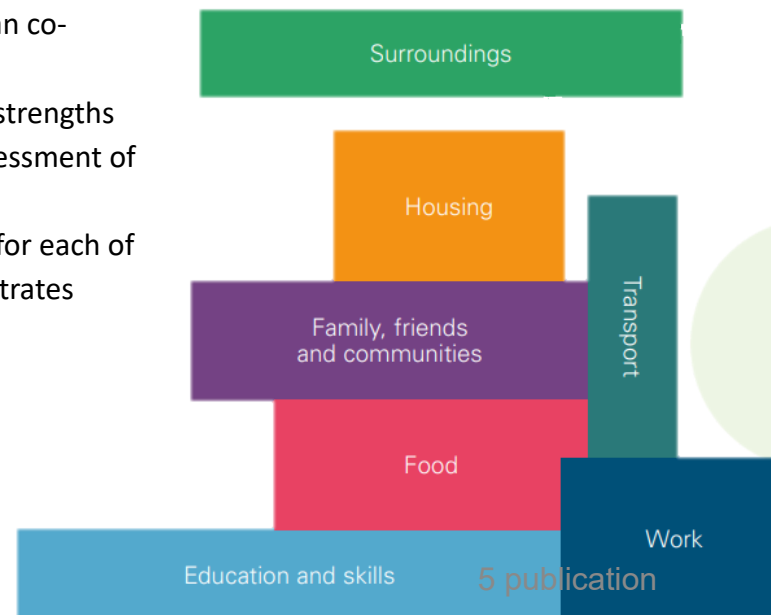 n co-
strengths
essment of
for each of
trates
Surroundings
Housing
Transport
Family, friends
and communities
Food
Work
Education and skills
5 publication